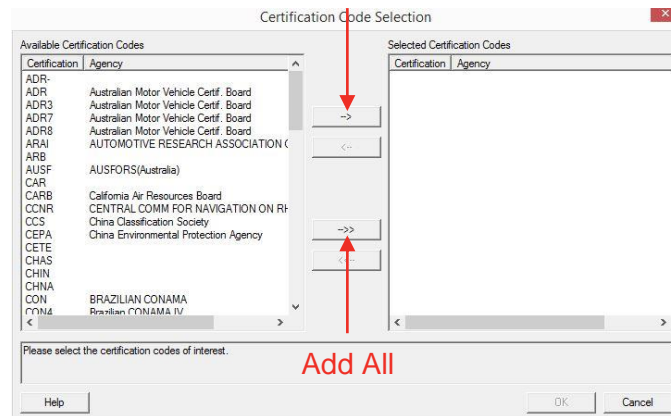 Certification Code Selection
Available Certification Codes
Selected Certification Codes
Certification Agency
Certification Agency
ADR-
ADR Australian Motor Vehicle Certif. Board
ADR3 Australian Motor Vehicle Certif. Board
ADR7 Australian Motor Vehicle Certif. Board
ADR8 Australian Motor Vehicle Certif. Board
ARAI AUTOMOTIVE RESEARCH ASSOCIATION (
ARB
AUSF AUSFORS(Australia)
CAR
CARB California Air Resources Board
CCNR CENTRAL COMM FOR NAVIGATION ON RH
CCS China Classification Society
CEPA China Environmental Protection Agency
CETE
CHAS
CHIN
CHNA
CON BRAZILIAN CONAMA
CON4 Brazilian CONAMA IV
-->
<--
-->>
Please select the certification codes of interest.
Add All
Help
OK
Cancel